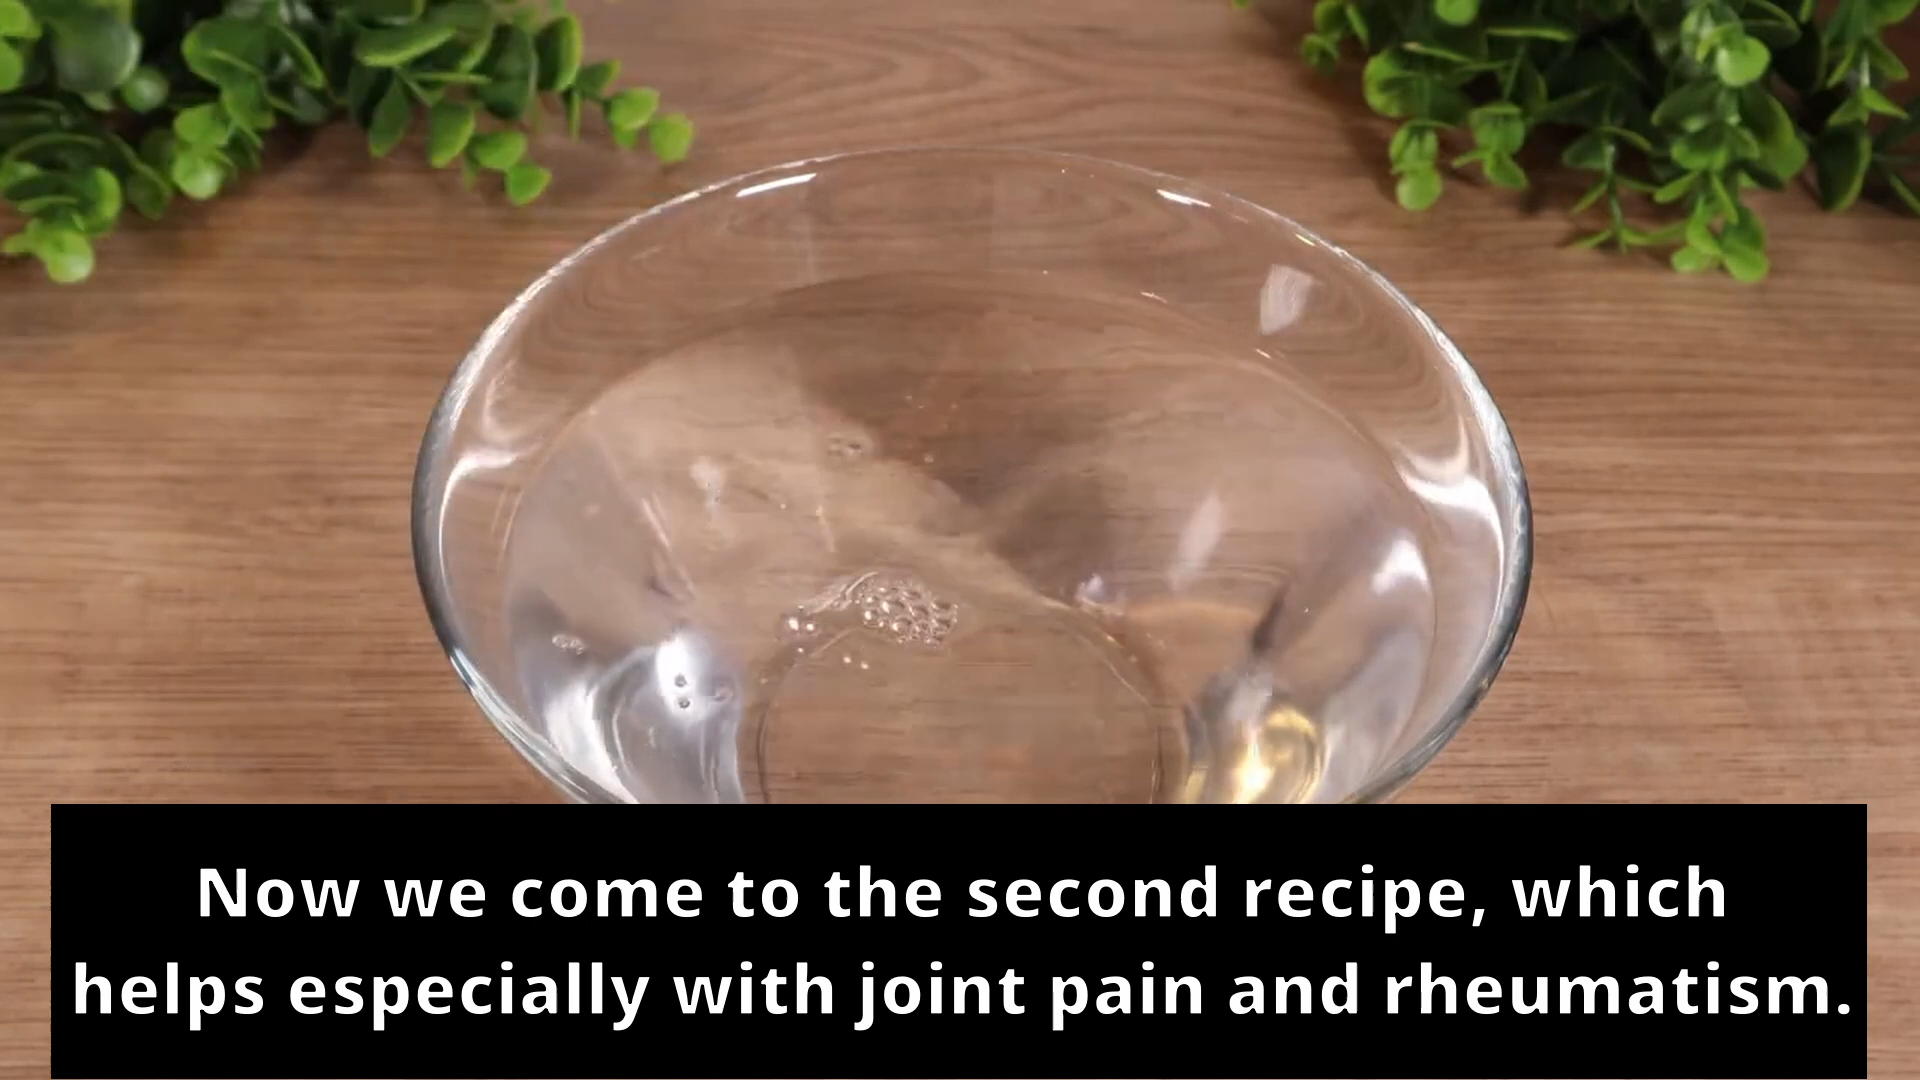 Now we come to the second recipe, which
helps especially with joint pain and rheumatism.